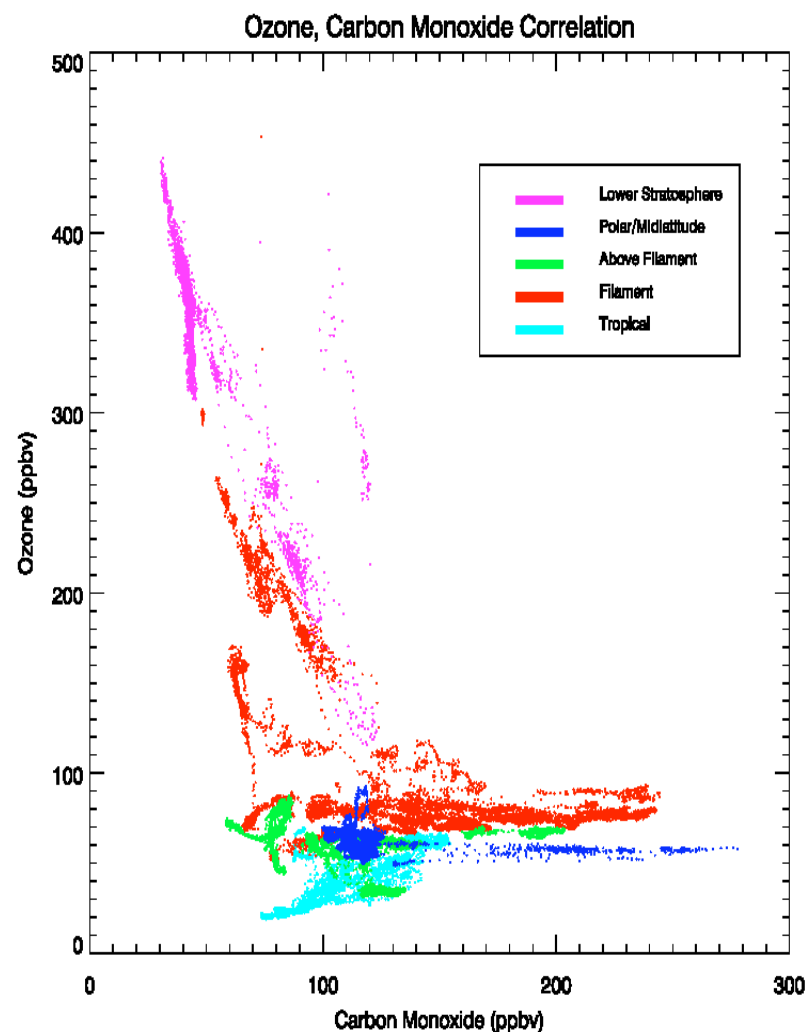 Ozone, Carbon Monoxide Correlation
500
400
300
200
100
0
Ozone (ppbv)
Lower Stratosphere
Polar/Midlatitude
Above Filament
Filament
Tropical
0 100 200 300
Carbon Monoxide (ppbv)